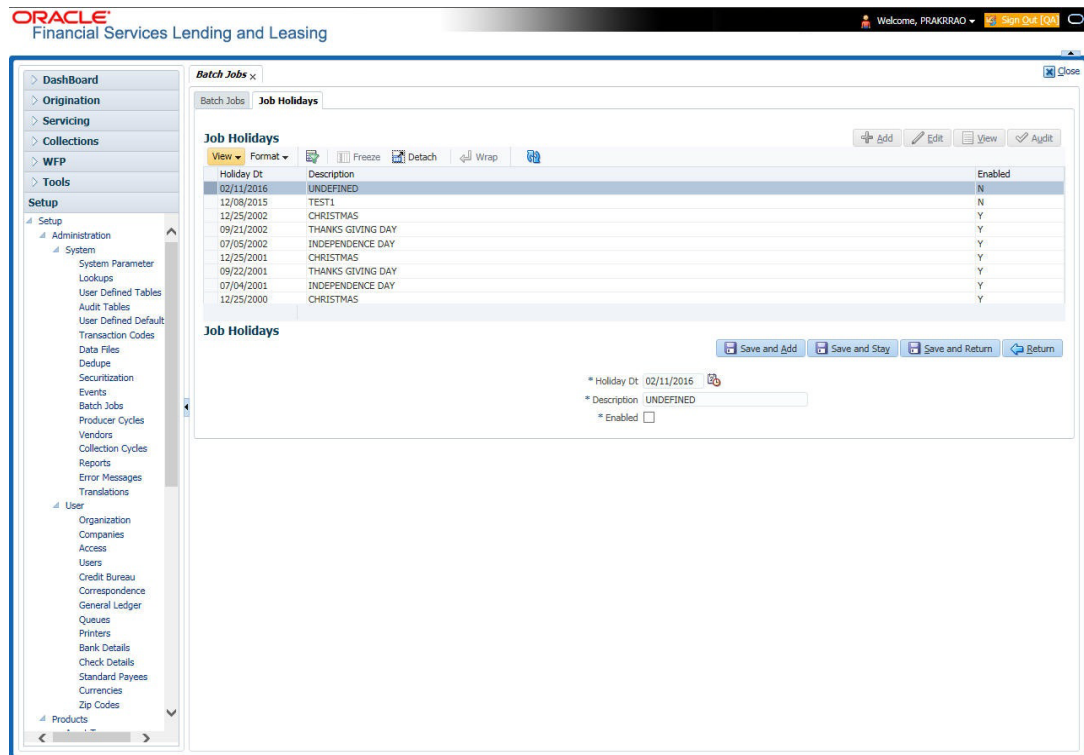 ORACLE®
Financial Services Lending and Leasing
Welcome, PRAKRRAO
Sign Out [QA]
DashBoard
Origination
Servicing
Collections
WFP
Tools
Setup
Setup
Administration
System
System Parameter
Lookups
User Defined Tables
Audit Tables
User Defined Default
Transaction Codes
Data Files
Dedupe
Securitization
Events
Batch Jobs
Producer Cycles
Vendors
Collection Cycles
Reports
Error Messages
Translations
User
Organization
Companies
Access
Users
Credit Bureau
Correspondence
General Ledger
Queues
Printers
Bank Details
Check Details
Standard Payees
Currencies
Zip Codes
Products
Batch Jobs x
Close
Batch Jobs Job Holidays
Job Holidays
Add Edit View Audit
View Format Freeze Detach Wrap
Holiday Dt Description Enabled
02/11/2016 UNDEFINED N
12/08/2015 TEST1 N
12/25/2002 CHRISTMAS Y
09/21/2002 THANKS GIVING DAY Y
07/05/2002 INDEPENDENCE DAY Y
12/25/2001 CHRISTMAS Y
09/22/2001 THANKS GIVING DAY Y
07/04/2001 INDEPENDENCE DAY Y
12/25/2000 CHRISTMAS Y
Job Holidays
Save and Add Save and Stay Save and Return Return
* Holiday Dt 02/11/2016
* Description UNDEFINED
* Enabled